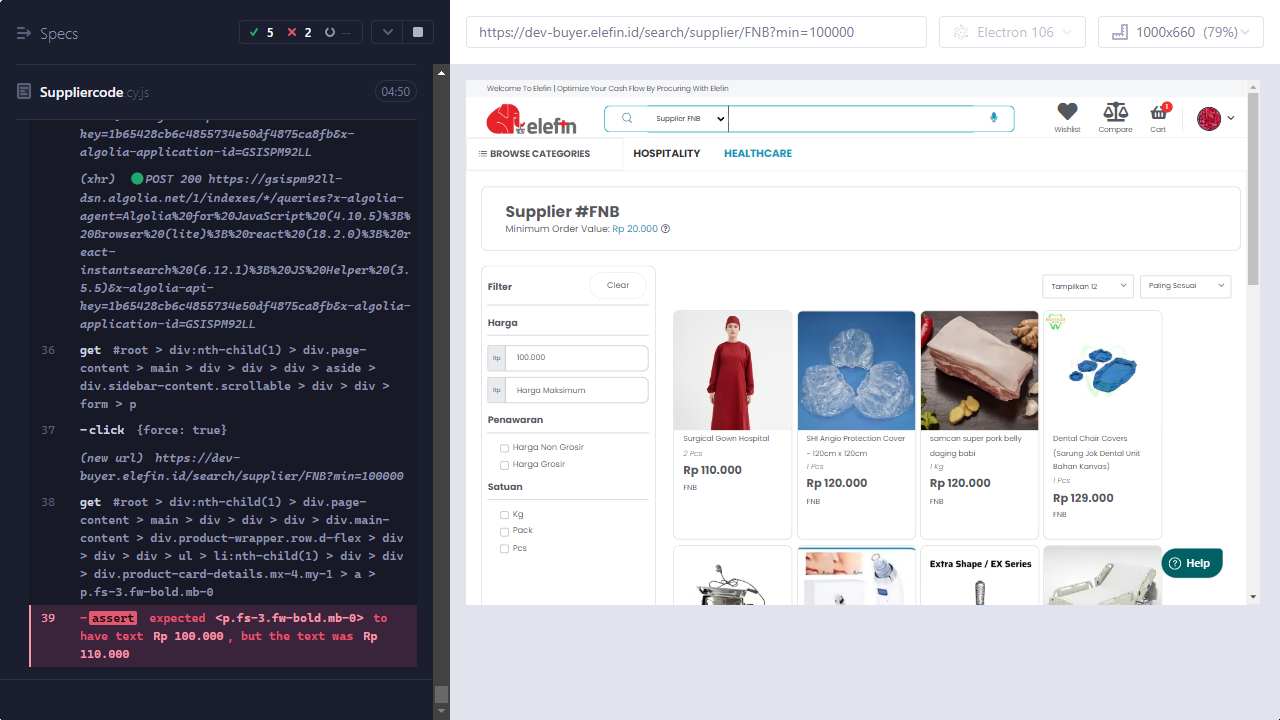 Specs
5
2
--
Suppliercode cy.js
04:50
key=1b65428cb6c4855734e50df4875ca8fb&x-
algolia-application-id=GSISPM92LL
(xhr) POST 200 https://gsispm92ll-
dsn.algolia.net/1/indexes/*/queries?x-algolia-
agent=Algolia%20for%20JavaScript%20(4.10.5)%3B%
20Browser%20(lite)%3B%20react%20(18.2.0)%3B%20r
eact-
instantsearch%20(6.12.1)%3B%20JS%20Helper%20(3.
5.5)&x-algolia-api-
key=1b65428cb6c4855734e50df4875ca8fb&x-algolia-
application-id=GSISPM92LL
36 get #root > div:nth-child(1) > div.page-
content > main > div > div > div > aside >
div.sidebar-content.scrollable > div > div >
form > p
37 -click {force: true}
(new url) https://dev-
buyer.elefin.id/search/supplier/FNB?min=100000
38 get #root > div:nth-child(1) > div.page-
content > main > div > div > div > div.main-
content > div.product-wrapper.row.d-flex > div
> div > div > ul > li:nth-child(1) > div > div
> div.product-card-details.mx-4.my-1 > a >
p.fs-3.fw-bold.mb-0
39 -assert expected <p.fs-3.fw-bold.mb-0> to
have text Rp 100.000, but the text was Rp
110.000
https://dev-buyer.elefin.id/search/supplier/FNB?min=100000
Electron 106
1000x660 (79%)
Welcome To Elefin | Optimize Your Cash Flow By Procuring With Elefin
elefin
Supplier FNB
Wishlist
Compare
1
Cart
BROWSE CATEGORIES
HOSPITALITY
HEALTHCARE
Supplier #FNB
Minimum Order Value: Rp 20.000
Filter
Clear
Harga
Rp 100.000
Rp Harga Maksimum
Penawaran
Harga Non Grosir
Harga Grosir
Satuan
Kg
Pack
Pcs
Tampilkan 12
Paling Sesuai
Surgical Gown Hospital
2 Pcs
Rp 110.000
FNB
SHI Angio Protection Cover
- 120cm x 120cm
1 Pcs
Rp 120.000
FNB
samcan super pork belly
daging babi
1 Kg
Rp 120.000
FNB
Dental Chair Covers
(Sarung Jok Dental Unit
Bahan Kanvas)
1 Pcs
Rp 129.000
FNB
Extra Shape / EX Series
Help